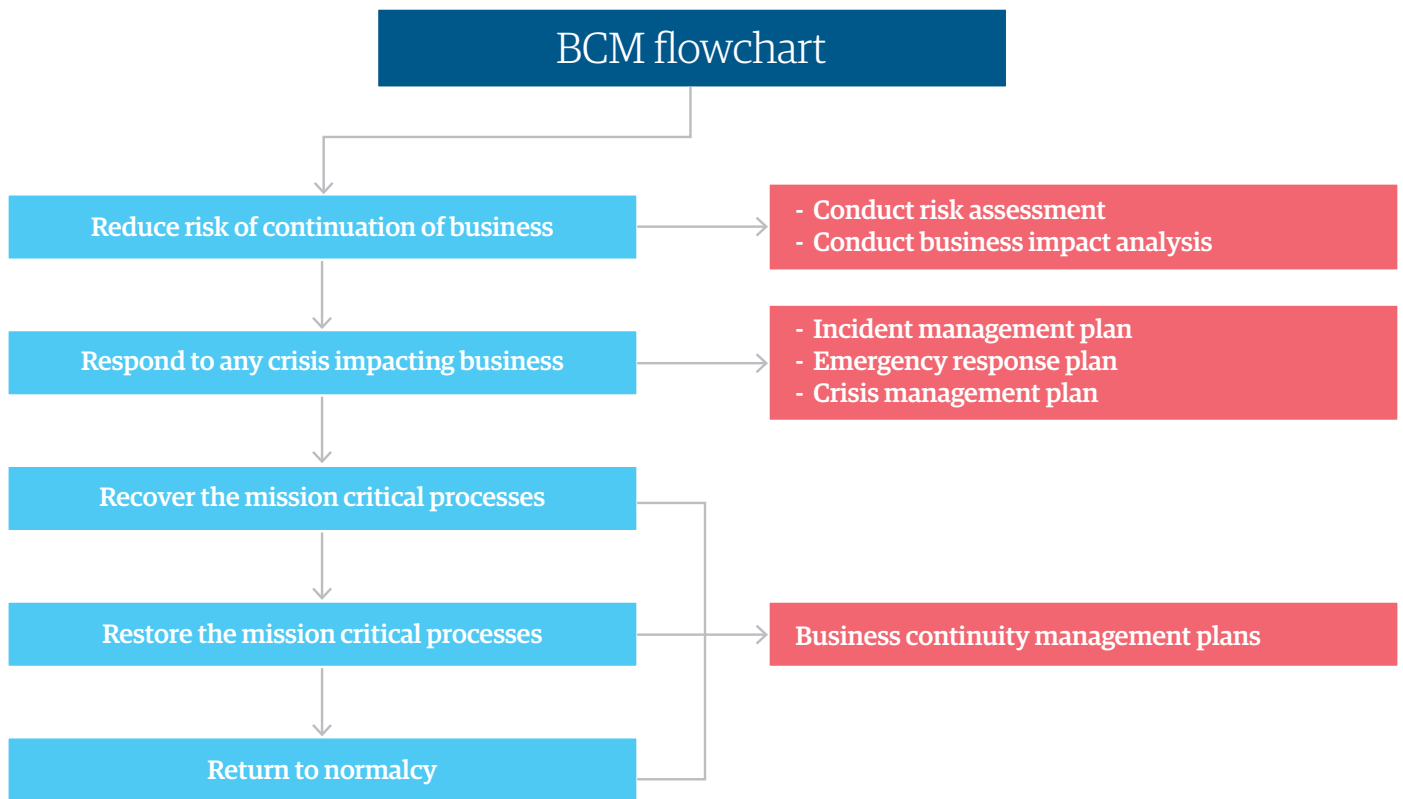 BCM flowchart
Reduce risk of continuation of business
- Conduct risk assessment
- Conduct business impact analysis
Respond to any crisis impacting business
- Incident management plan
- Emergency response plan
- Crisis management plan
Recover the mission critical processes
Restore the mission critical processes
Business continuity management plans
Return to normalcy